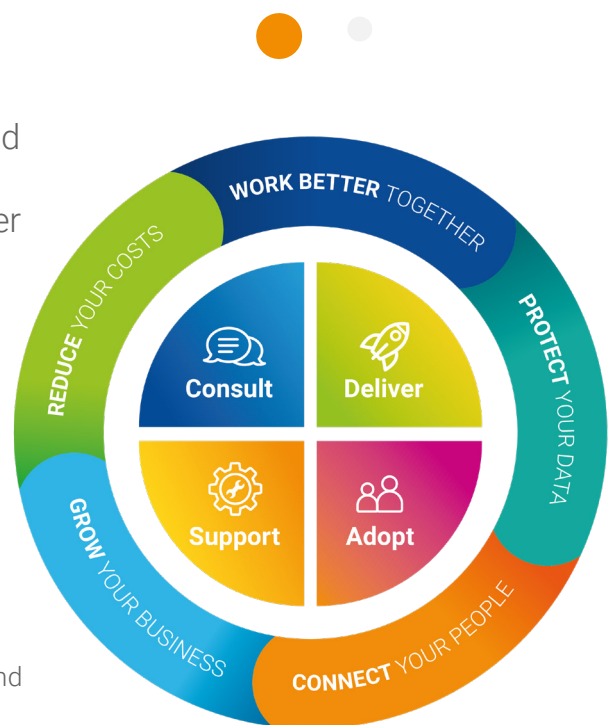 WORK BETTER TOGETHER
PROTECT YOUR DATA
CONNECT YOUR PEOPLE
GROW YOUR BUSINESS
REDUCE YOUR COSTS
Consult
Deliver
Support
Adopt